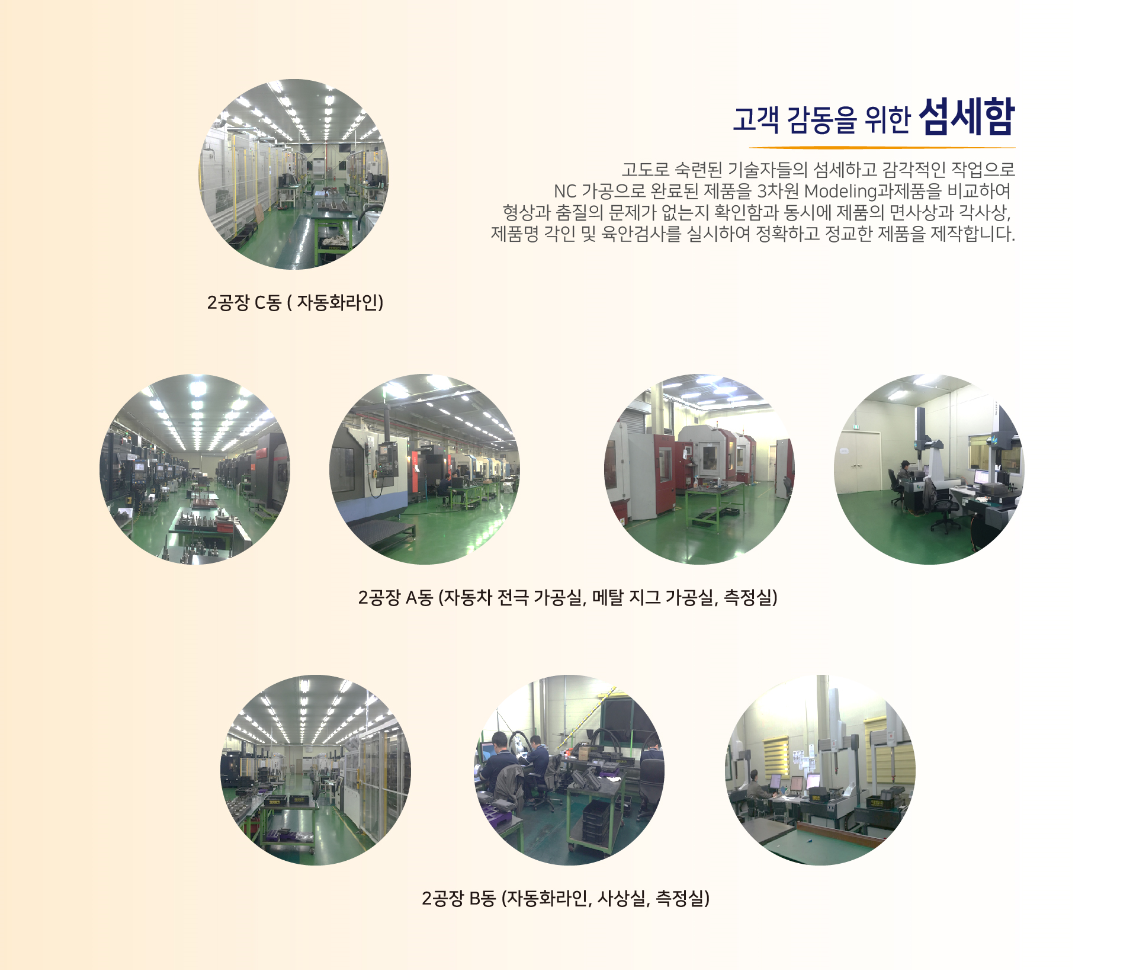 고객 감동을 위한 섬세함
고도로 숙련된 기술자들의 섬세하고 감각적인 작업으로
NC 가공으로 완료된 제품을 3차원 Modeling과제품을 비교하여
형상과 춤질의 문제가 없는지 확인함과 동시에 제품의 면사상과 각사상,
제품명 각인 및 육안검사를 실시하여 정확하고 정교한 제품을 제작합니다.
2공장 C동 ( 자동화라인)
2공장 A동 (자동차 전극 가공실, 메탈 지그 가공실, 측정실)
2공장 B동 (자동화라인, 사상실, 측정실)